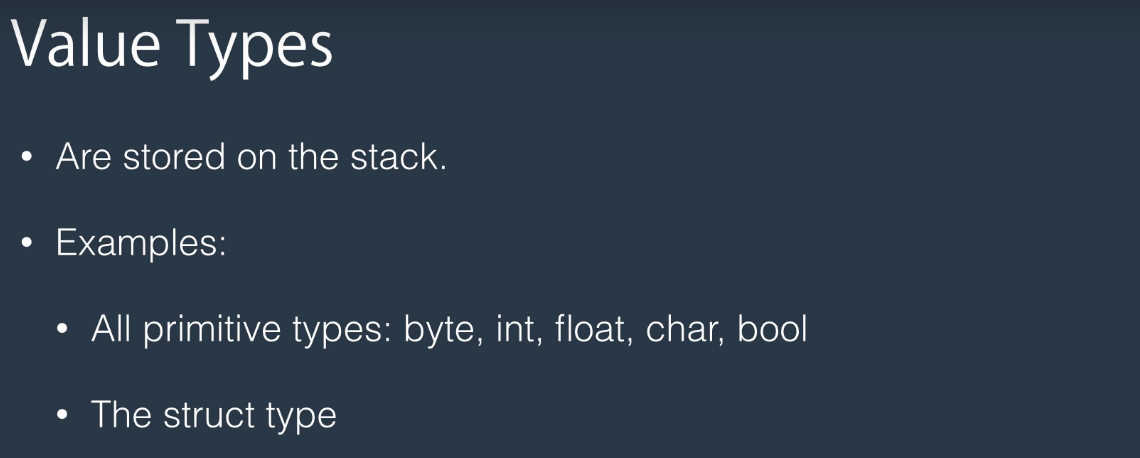 Value Types
• Are stored on the stack.
• Examples:
• All primitive types: byte, int, float, char, bool
• The struct type